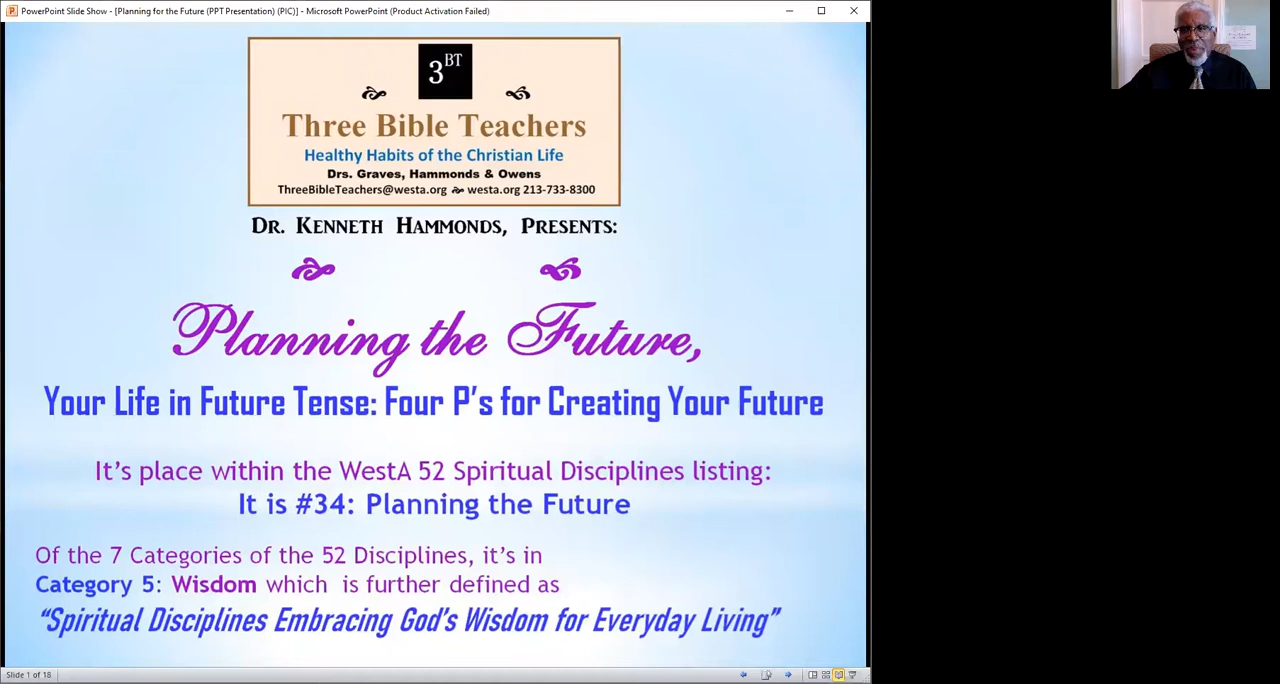 PowerPoint Slide Show - [Planning for the Future (PPT Presentation) (PIC)] - Microsoft PowerPoint (Product Activation Failed)
3BT
Three Bible Teachers
Healthy Habits of the Christian Life
Drs. Graves, Hammonds & Owens
ThreeBibleTeachers@westa.org westa.org 213-733-8300
Dr. Kenneth Hammonds, Presents:
Planning the Future,
Your Life in Future Tense: Four P's for Creating Your Future
It's place within the WestA 52 Spiritual Disciplines listing:
It is #34: Planning the Future
Of the 7 Categories of the 52 Disciplines, it's in
Category 5: Wisdom which is further defined as
"Spiritual Disciplines Embracing God's Wisdom for Everyday Living"
Slide 1 of 18